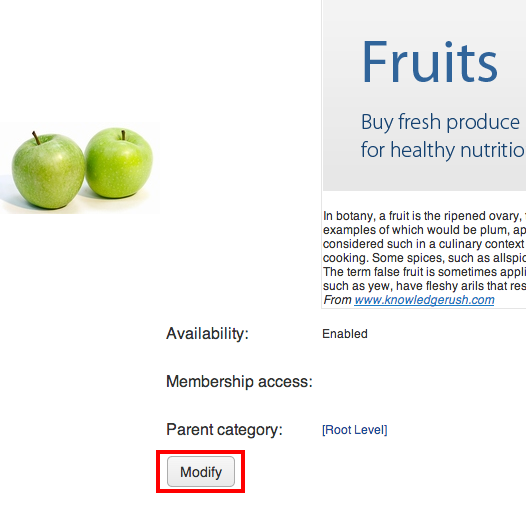 Fruits
Buy fresh produce
for healthy nutritio
In botany, a fruit is the ripened ovary,
examples of which would be plum, ap
considered such in a culinary context
cooking. Some spices, such as allspic
The term false fruit is sometimes appli
such as yew, have fleshy arils that res
From www.knowledgerush.com
Availability: Enabled
Membership access:
Parent category: [Root Level]
Modify